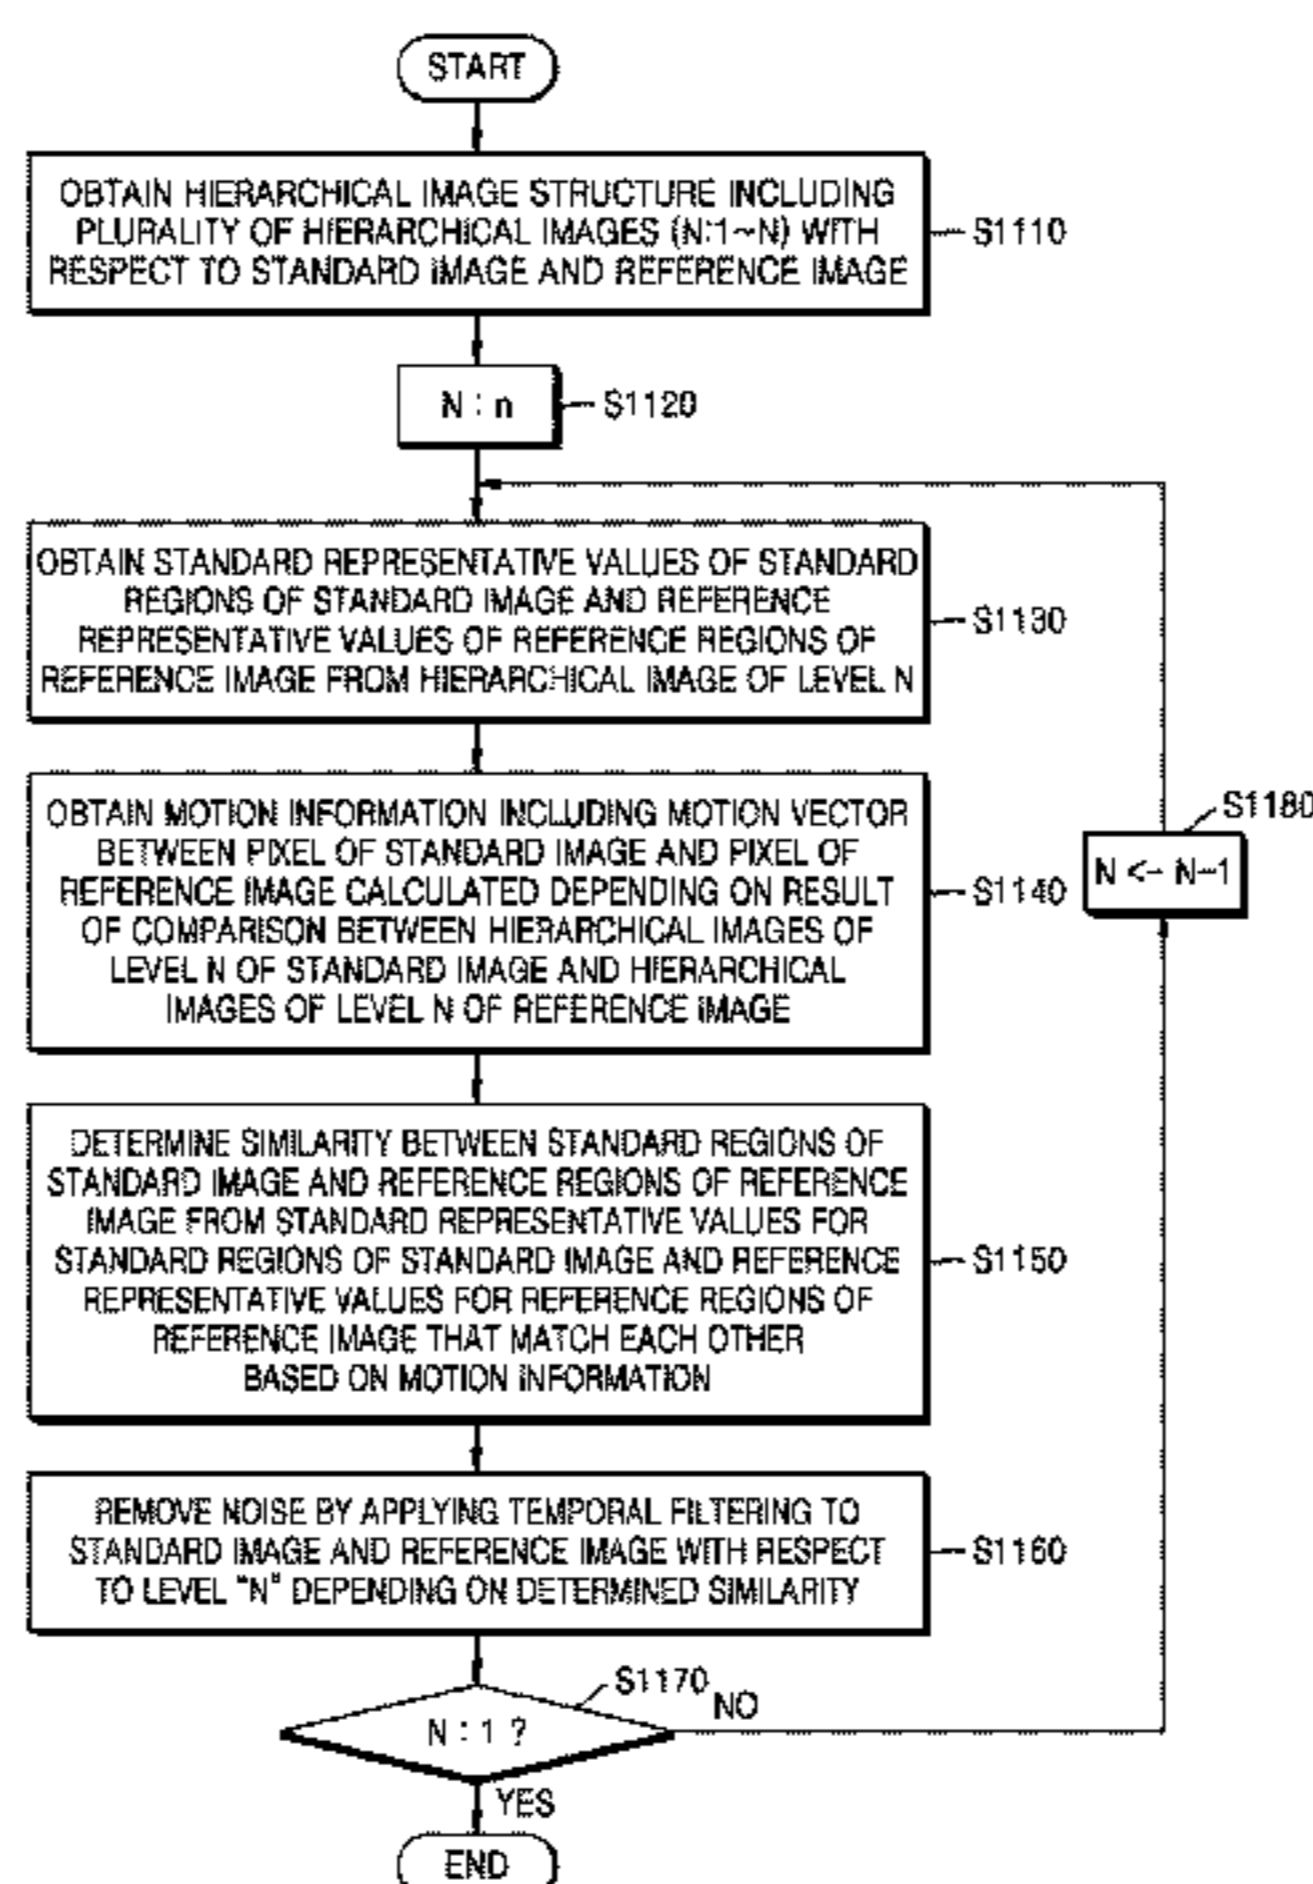 START
OBTAIN HIERARCHICAL IMAGE STRUCTURE INCLUDING
PLURALITY OF HIERARCHICAL IMAGES (N:1~N) WITH
RESPECT TO STANDARD IMAGE AND REFERENCE IMAGE
S1110
N : n
S1120
OBTAIN STANDARD REPRESENTATIVE VALUES OF STANDARD
REGIONS OF STANDARD IMAGE AND REFERENCE
REPRESENTATIVE VALUES OF REFERENCE REGIONS OF
REFERENCE IMAGE FROM HIERARCHICAL IMAGE OF LEVEL N
S1130
OBTAIN MOTION INFORMATION INCLUDING MOTION VECTOR
BETWEEN PIXEL OF STANDARD IMAGE AND PIXEL OF
REFERENCE IMAGE CALCULATED DEPENDING ON RESULT
OF COMPARISON BETWEEN HIERARCHICAL IMAGES OF
LEVEL N OF STANDARD IMAGE AND HIERARCHICAL
IMAGES OF LEVEL N OF REFERENCE IMAGE
S1140
S1180
N <- N-1
DETERMINE SIMILARITY BETWEEN STANDARD REGIONS OF
STANDARD IMAGE AND REFERENCE REGIONS OF REFERENCE
IMAGE FROM STANDARD REPRESENTATIVE VALUES FOR
STANDARD REGIONS OF STANDARD IMAGE AND REFERENCE
REPRESENTATIVE VALUES FOR REFERENCE REGIONS OF
REFERENCE IMAGE THAT MATCH EACH OTHER
BASED ON MOTION INFORMATION
S1150
REMOVE NOISE BY APPLYING TEMPORAL FILTERING TO
STANDARD IMAGE AND REFERENCE IMAGE WITH RESPECT
TO LEVEL "N" DEPENDING ON DETERMINED SIMILARITY
S1160
S1170
NO
N : 1 ?
YES
END